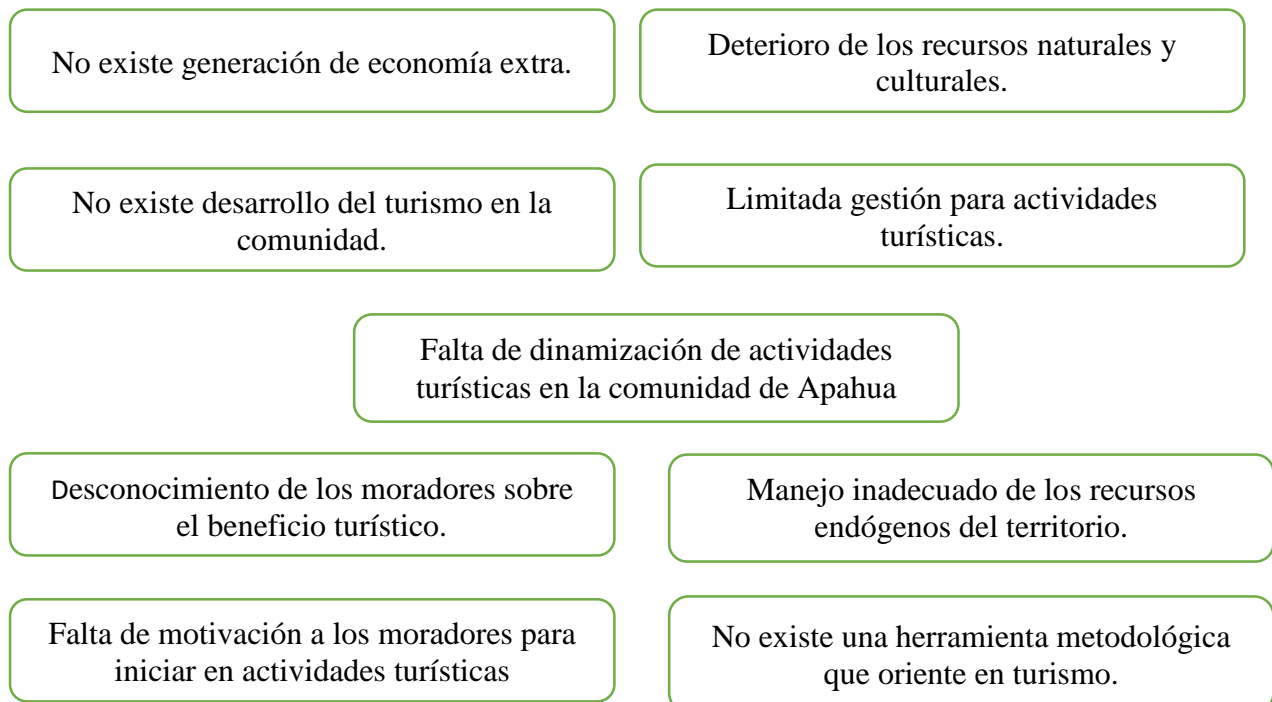 No existe generación de economía extra.
Deterioro de los recursos naturales y
culturales.
No existe desarrollo del turismo en la
comunidad.
Limitada gestión para actividades
turísticas.
Falta de dinamización de actividades
turísticas en la comunidad de Apahua
Desconocimiento de los moradores sobre
el beneficio turístico.
Manejo inadecuado de los recursos
endógenos del territorio.
Falta de motivación a los moradores para
iniciar en actividades turísticas
No existe una herramienta metodológica
que oriente en turismo.